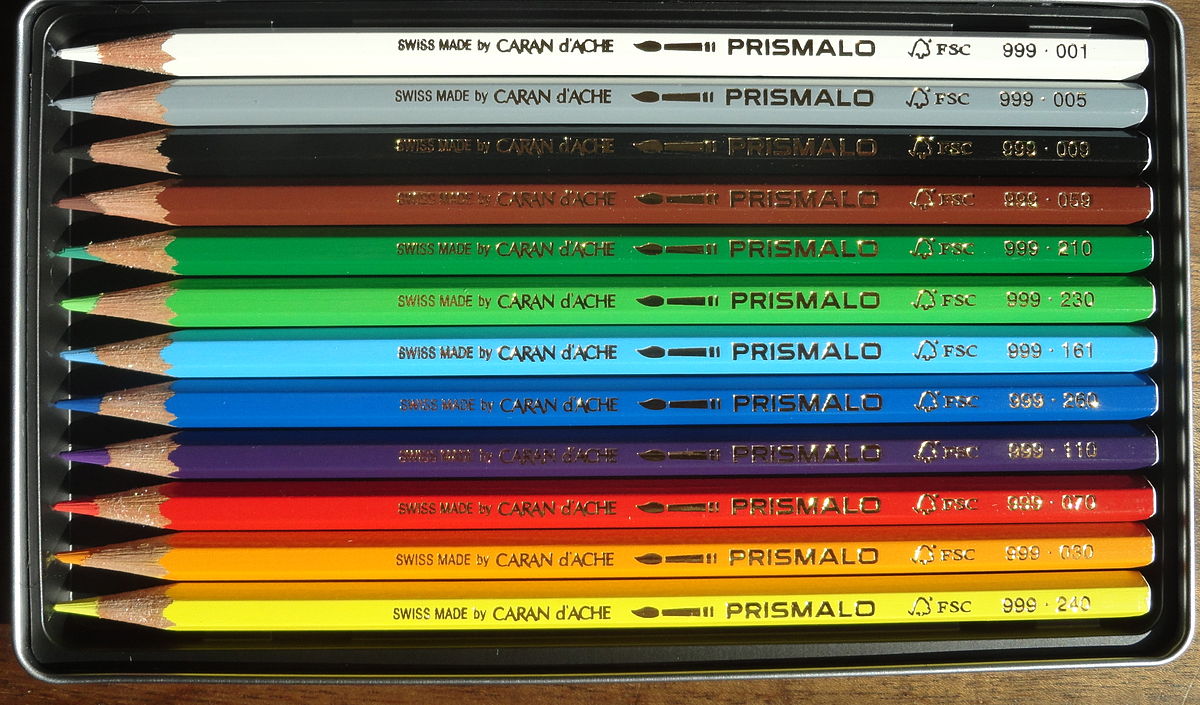 SWISS MADE by CARAN d'ACHE PRISMALO FSC 999 · 001
SWISS MADE by CARAN d'ACHE PRISMALO FSC 999 · 005
SWISS MADE by CARAN d'ACHE PRISMALO FSC 999 · 009
SWISS MADE by CARAN d'ACHE PRISMALO FSC 999 · 059
SWISS MADE by CARAN d'ACHE PRISMALO FSC 999 · 210
SWISS MADE by CARAN d'ACHE PRISMALO FSC 999 · 230
SWISS MADE by CARAN d'ACHE PRISMALO FSC 999 · 161
SWISS MADE by CARAN d'ACHE PRISMALO FSC 999 · 260
SWISS MADE by CARAN d'ACHE PRISMALO FSC 999 · 110
SWISS MADE by CARAN d'ACHE PRISMALO FSC 999 · 070
SWISS MADE by CARAN d'ACHE PRISMALO FSC 999 · 030
SWISS MADE by CARAN d'ACHE PRISMALO FSC 999 · 240